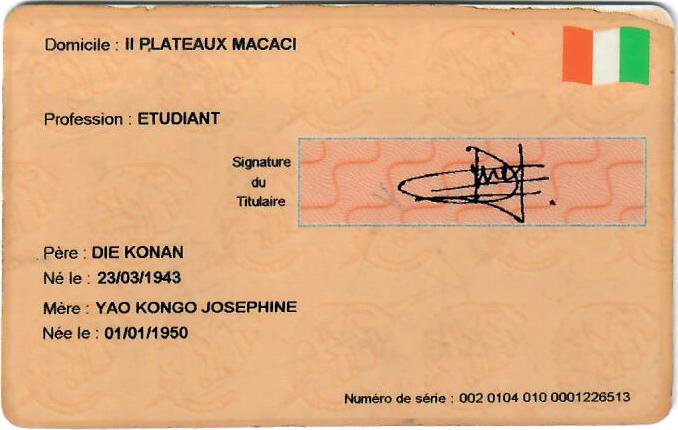 Domicile : II PLATEAUX MACACI
Profession : ETUDIANT
Signature
du
Titulaire
Père : DIE KONAN
Né le : 23/03/1943
Mère : YAO KONGO JOSEPHINE
Née le : 01/01/1950
Numéro de série : 002 0104 010 0001226513